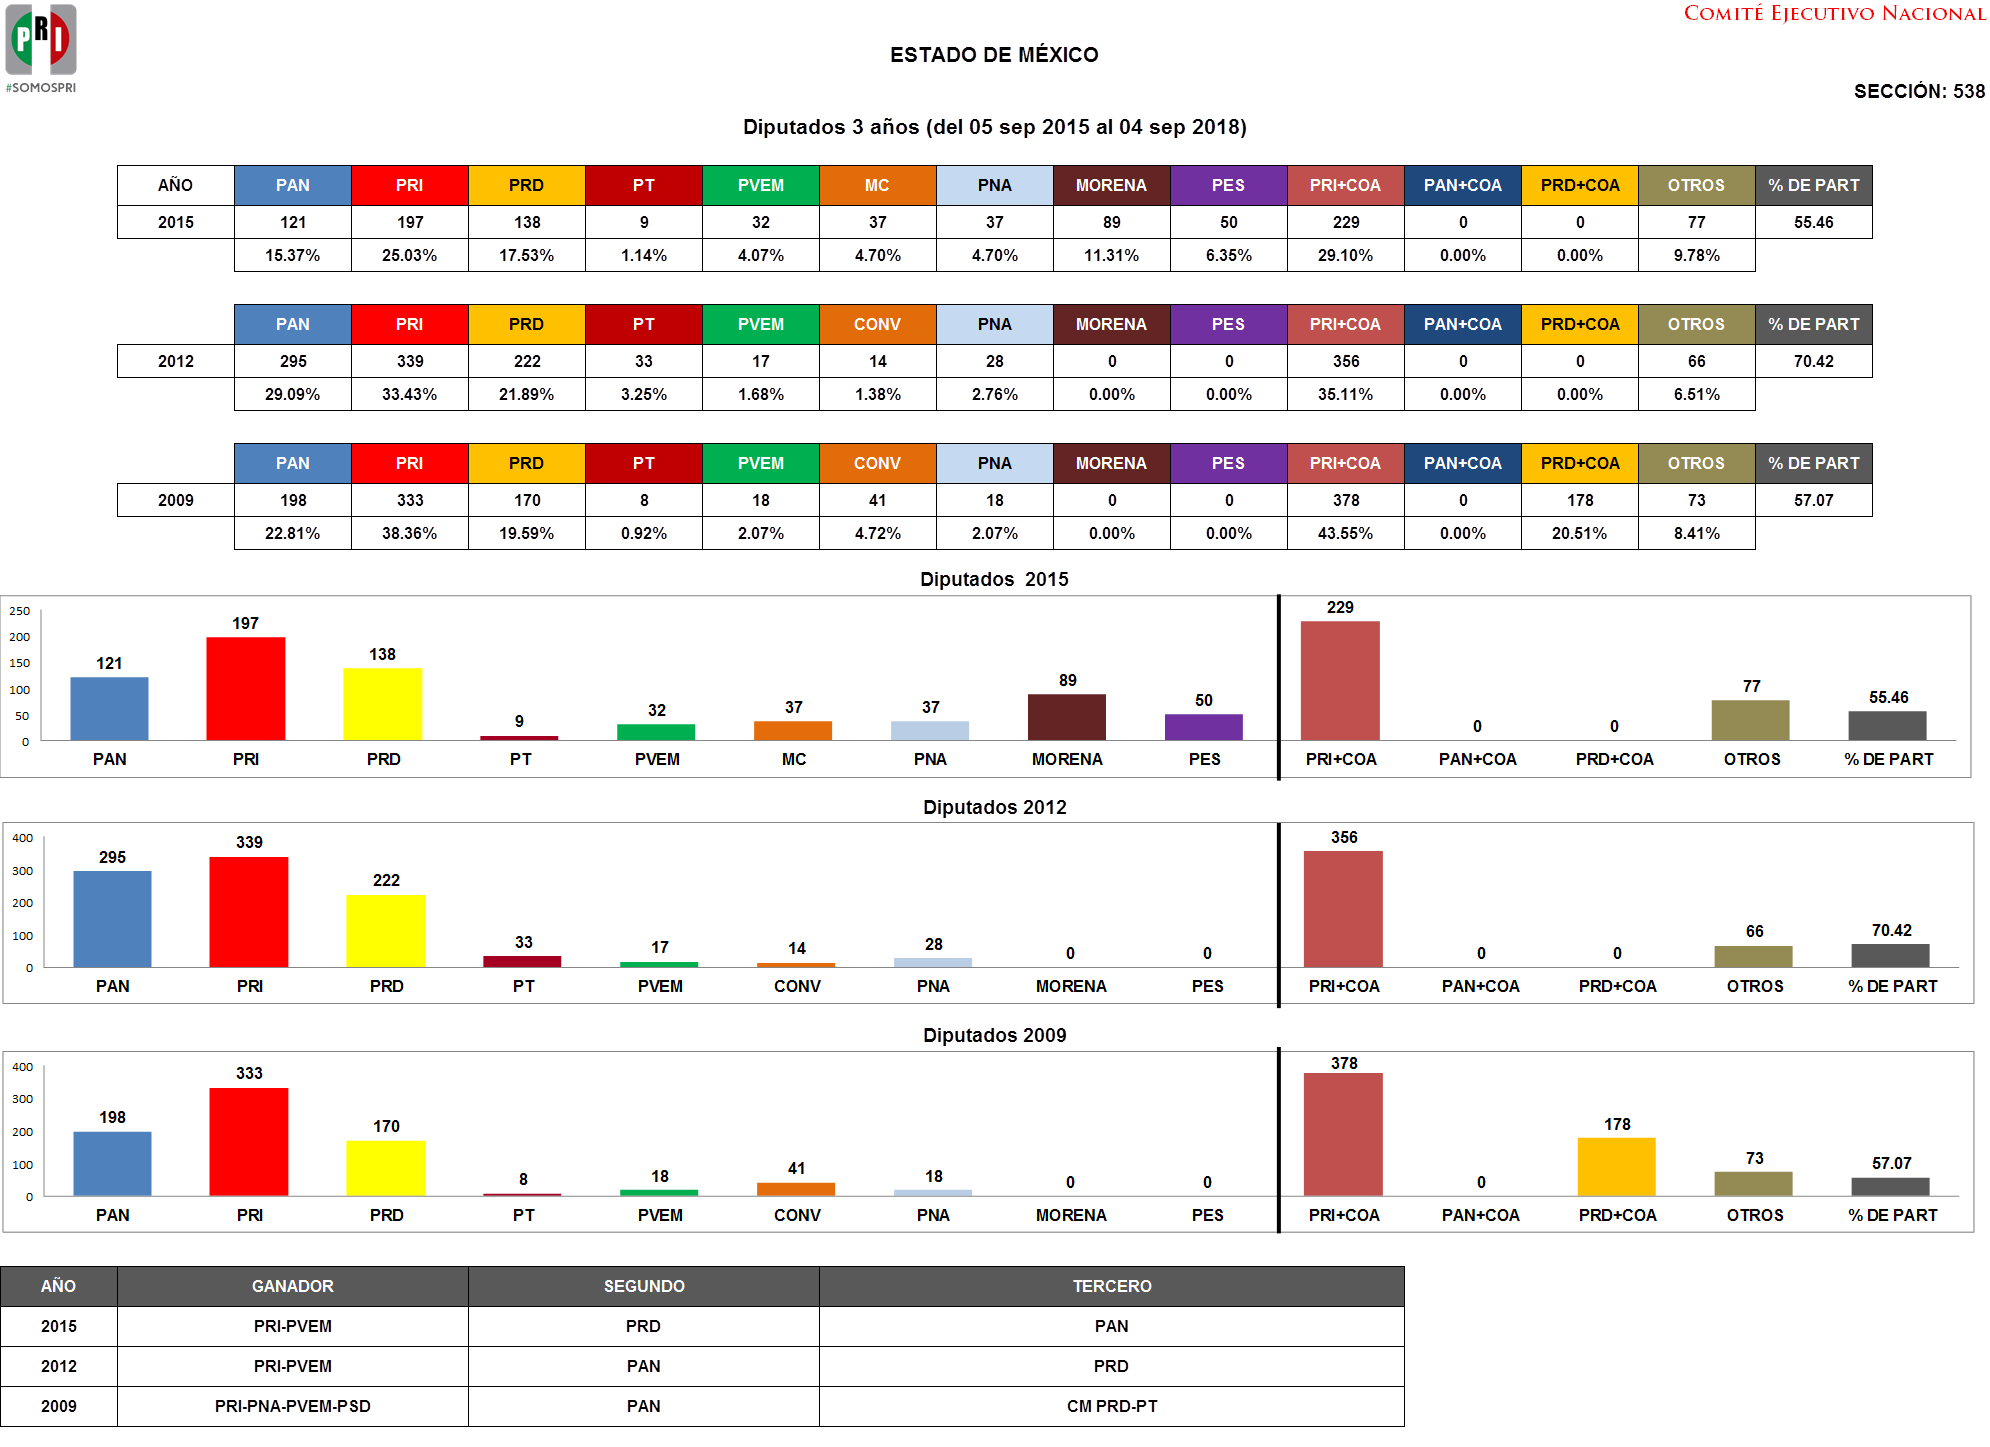 PRI
#SOMOSPRI
COMITÉ EJECUTIVO NACIONAL
ESTADO DE MÉXICO
SECCIÓN: 538
Diputados 3 años (del 05 sep 2015 al 04 sep 2018)
AÑO PAN PRI PRD PT PVEM MC PNA MORENA PES PRI+COA PAN+COA PRD+COA OTROS % DE PART
2015 121 197 138 9 32 37 37 89 50 229 0 0 77 55.46
15.37% 25.03% 17.53% 1.14% 4.07% 4.70% 4.70% 11.31% 6.35% 29.10% 0.00% 0.00% 9.78%
PAN PRI PRD PT PVEM CONV PNA MORENA PES PRI+COA PAN+COA PRD+COA OTROS % DE PART
2012 295 339 222 33 17 14 28 0 0 356 0 0 66 70.42
29.09% 33.43% 21.89% 3.25% 1.68% 1.38% 2.76% 0.00% 0.00% 35.11% 0.00% 0.00% 6.51%
PAN PRI PRD PT PVEM CONV PNA MORENA PES PRI+COA PAN+COA PRD+COA OTROS % DE PART
2009 198 333 170 8 18 41 18 0 0 378 0 178 73 57.07
22.81% 38.36% 19.59% 0.92% 2.07% 4.72% 2.07% 0.00% 0.00% 43.55% 0.00% 20.51% 8.41%
Diputados 2015
250
200
150
100
50
0
121 197 138 9 32 37 37 89 50 229 0 0 77 55.46
PAN PRI PRD PT PVEM MC PNA MORENA PES PRI+COA PAN+COA PRD+COA OTROS % DE PART
Diputados 2012
400
300
200
100
0
295 339 222 33 17 14 28 0 0 356 0 0 66 70.42
PAN PRI PRD PT PVEM CONV PNA MORENA PES PRI+COA PAN+COA PRD+COA OTROS % DE PART
Diputados 2009
400
300
200
100
0
198 333 170 8 18 41 18 0 0 378 0 178 73 57.07
PAN PRI PRD PT PVEM CONV PNA MORENA PES PRI+COA PAN+COA PRD+COA OTROS % DE PART
AÑO GANADOR SEGUNDO TERCERO
2015 PRI-PVEM PRD PAN
2012 PRI-PVEM PAN PRD
2009 PRI-PNA-PVEM-PSD PAN CM PRD-PT